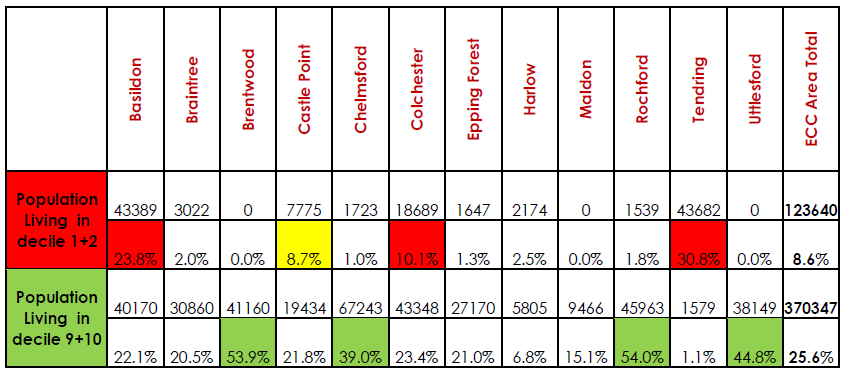 Basildon Braintree Brentwood Castle Point Chelmsford Colchester Epping Forest Harlow Maldon Rochford Tendring Uttlesford ECC Area Total
Population
Living in
decile 1+2
43389 3022 0 7775 1723 18689 1647 2174 0 1539 43682 0 123640
23.8% 2.0% 0.0% 8.7% 1.0% 10.1% 1.3% 2.5% 0.0% 1.8% 30.8% 0.0% 8.6%
Population
Living in
decile 9+10
40170 30860 41160 19434 67243 43348 27170 5805 9466 45963 1579 38149 370347
22.1% 20.5% 53.9% 21.8% 39.0% 23.4% 21.0% 6.8% 15.1% 54.0% 1.1% 44.8% 25.6%